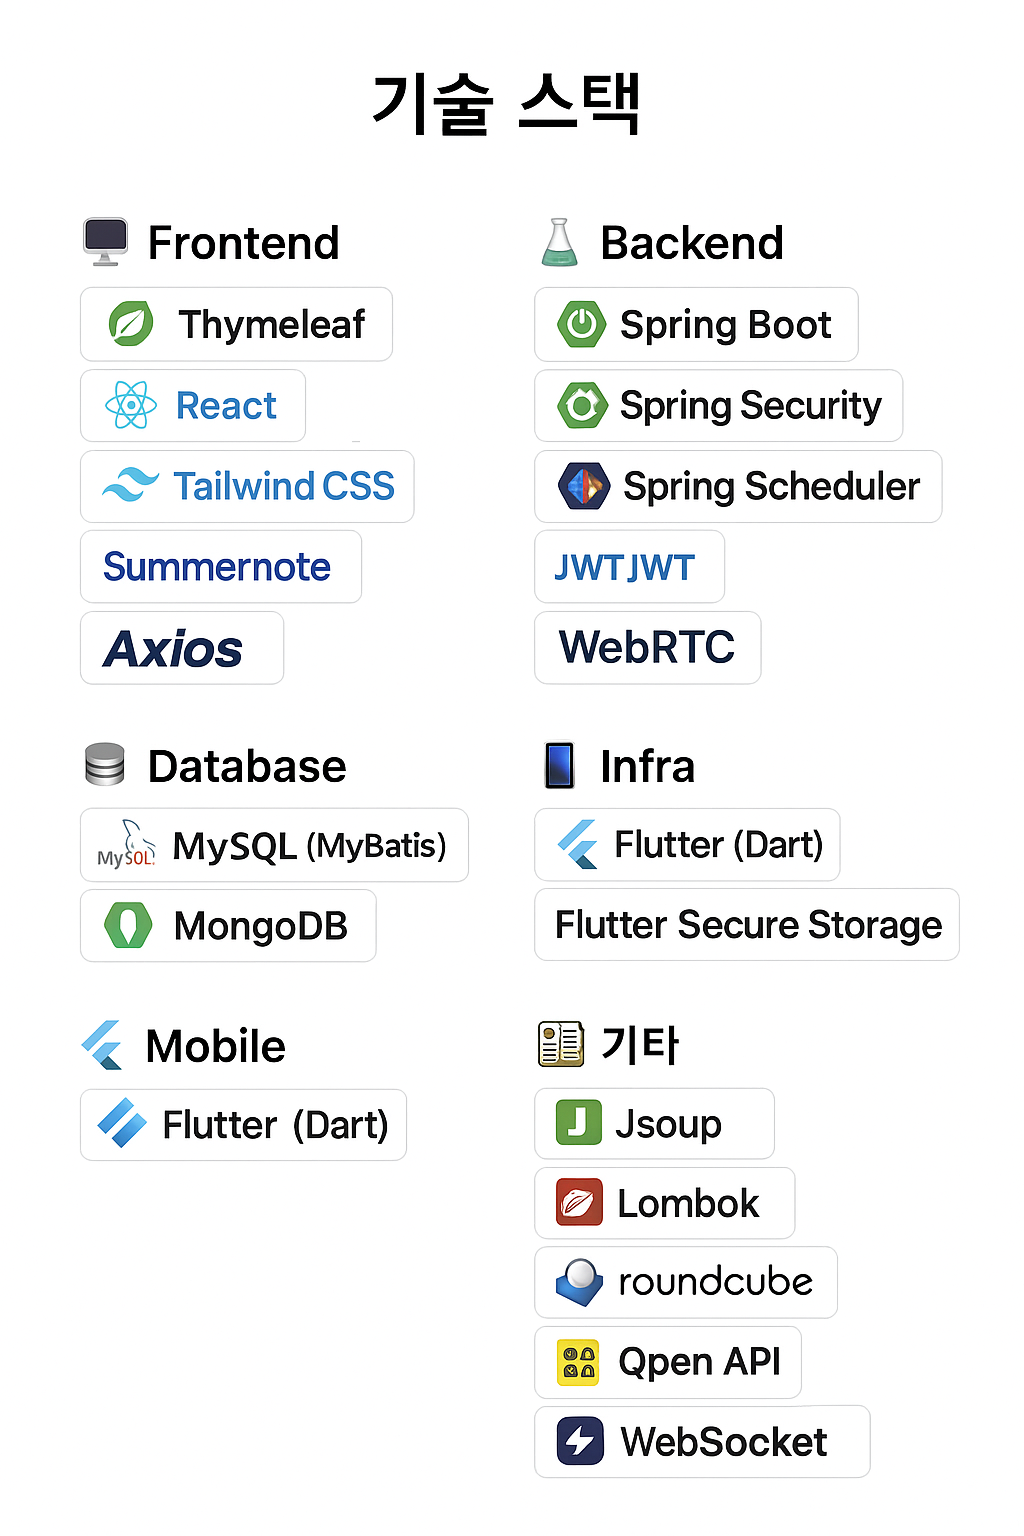 기술 스택
Frontend
Thymeleaf
React
Tailwind CSS
Summernote
Axios
Backend
Spring Boot
Spring Security
Spring Scheduler
JWTJWT
WebRTC
Database
MySQL MySQL (MyBatis)
MongoDB
Infra
Flutter (Dart)
Flutter Secure Storage
Mobile
Flutter (Dart)
기타
J Jsoup
Lombok
roundcube
Qpen API
WebSocket